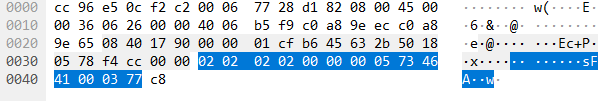 0000 cc 96 e5 0c f2 c2 00 06 77 28 d1 82 08 00 45 00 ········ w(····E·
0010 00 36 06 26 00 00 40 06 b5 f9 c0 a8 9e ec c0 a8 ·6·&··@· ········
0020 9e 65 08 40 17 90 00 00 01 cf b6 45 63 2b 50 18 ·e·@···· ···Ec+P·
0030 05 78 f4 cc 00 00 02 02 02 02 00 00 00 05 73 46 ·x······ ······sF
0040 41 00 03 77 c8 A··w·